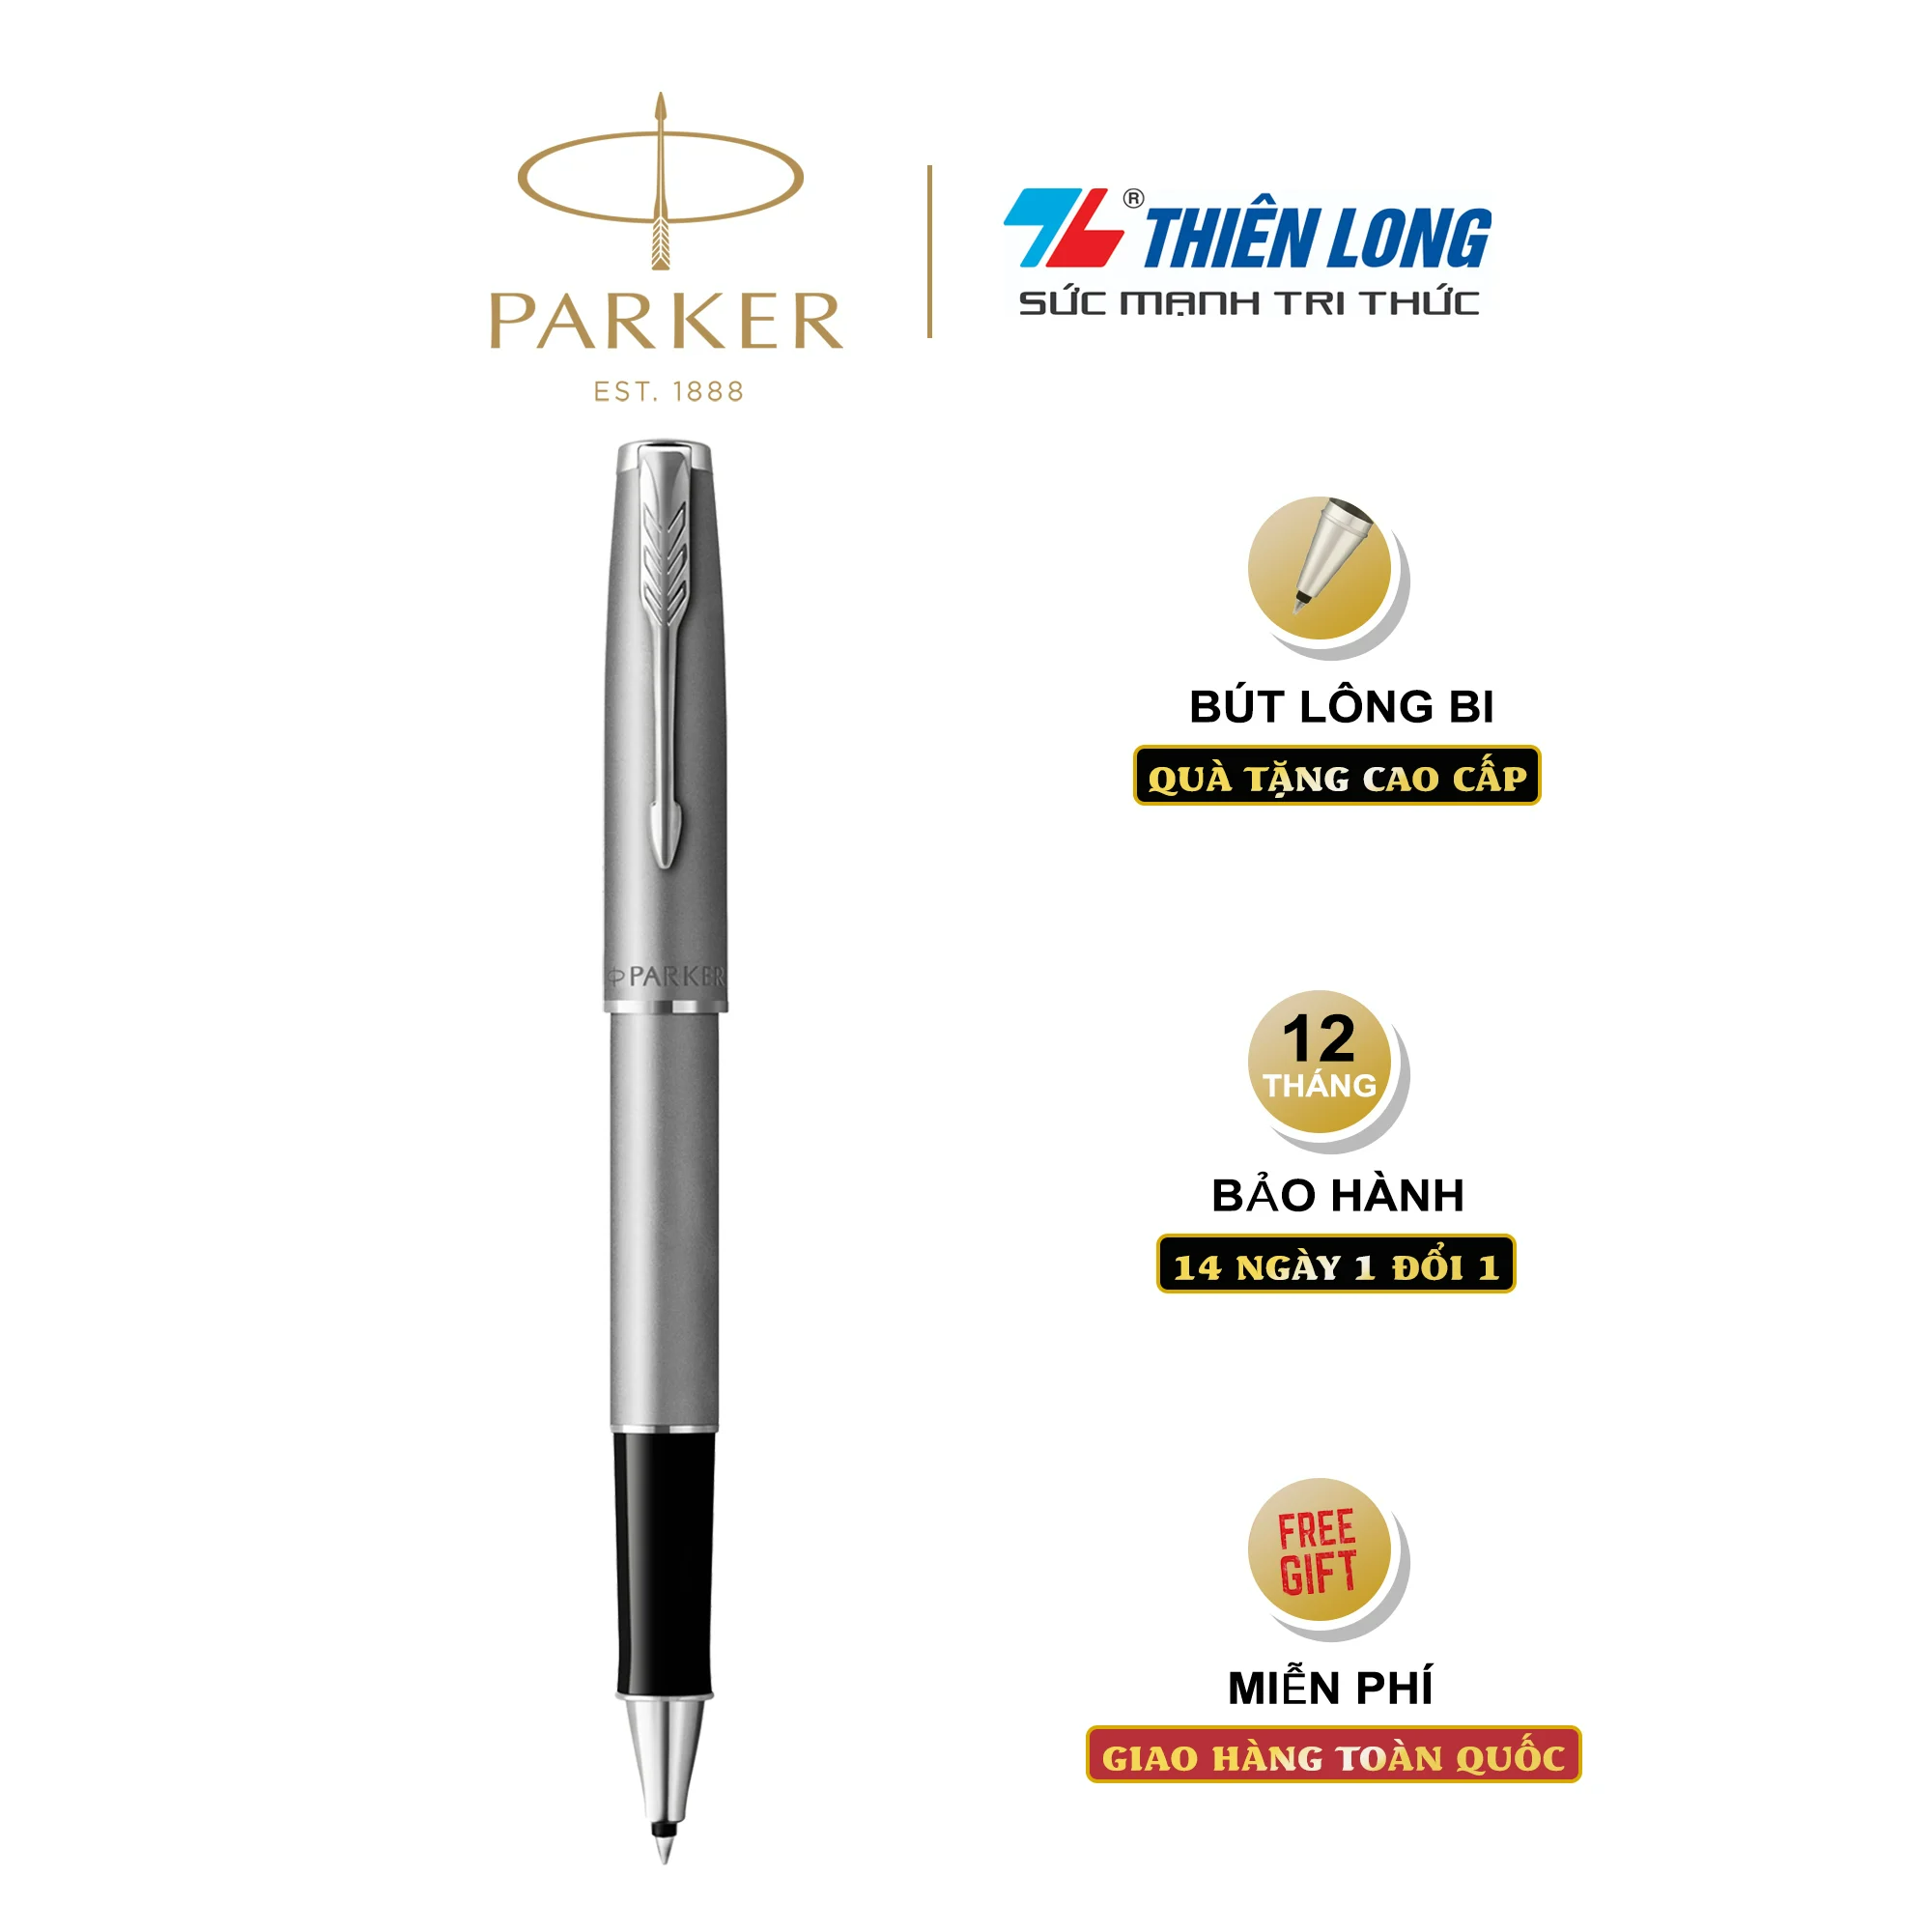 PARKER
EST. 1888
® THIÊN LONG
SỨC MẠNH TRI THỨC
BÚT LÔNG BI
QUÀ TẶNG CAO CẤP
PARKER
12
THÁNG
BẢO HÀNH
14 NGÀY 1 ĐỔI 1
FREE
GIFT
MIỄN PHÍ
GIAO HÀNG TOÀN QUỐC